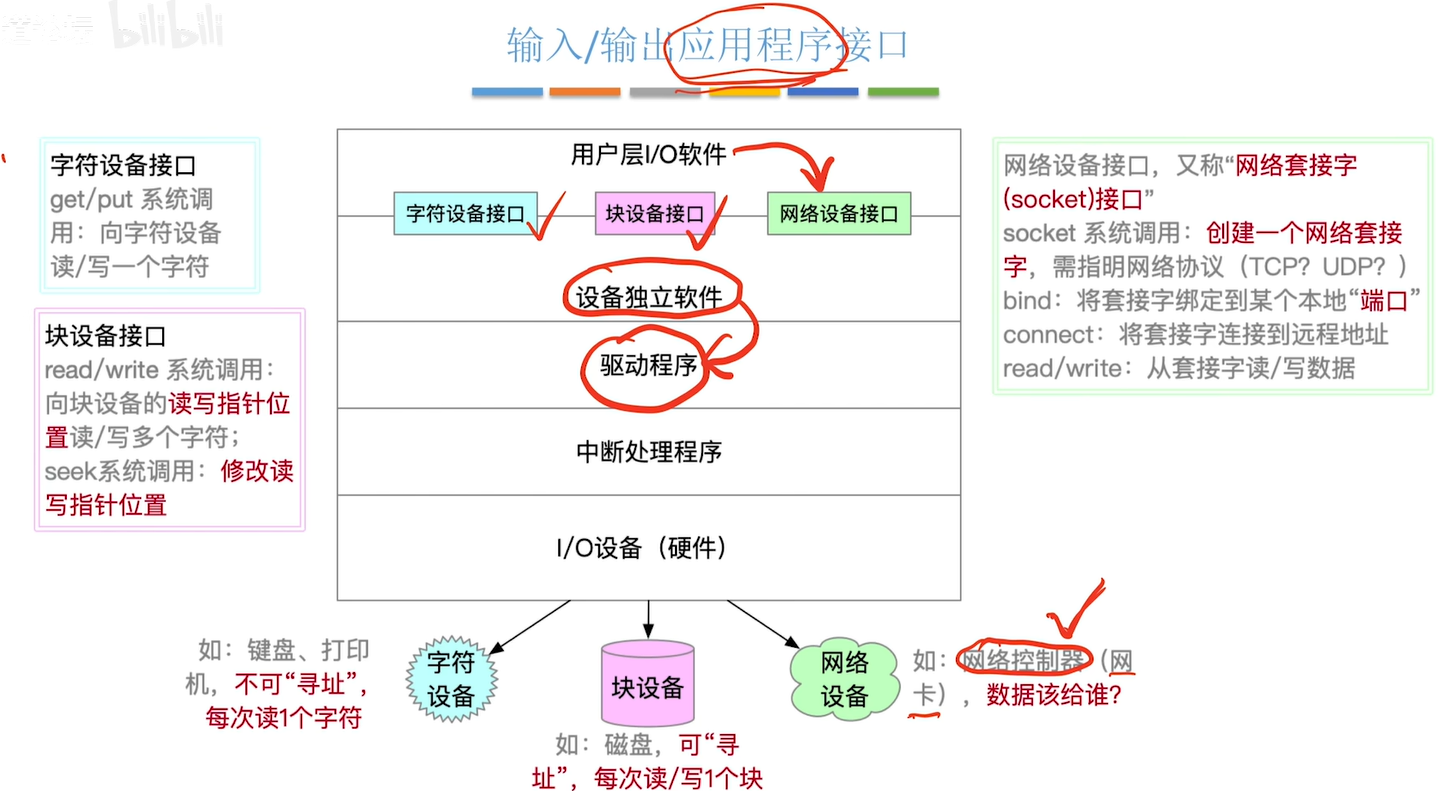 bilibili
输入/输出应用程序接口
字符设备接口
get/put 系统调
用：向字符设备
读/写一个字符
块设备接口
read/write 系统调用：
向块设备的读写指针位
置读/写多个字符；
seek系统调用：修改读
写指针位置
用户层I/O软件
字符设备接口
块设备接口
网络设备接口
设备独立软件
驱动程序
中断处理程序
I/O设备（硬件）
网络设备接口，又称“网络套接字
(socket)接口”
socket 系统调用：创建一个网络套接
字，需指明网络协议（TCP？UDP？）
bind：将套接字绑定到某个本地“端口”
connect：将套接字连接到远程地址
read/write：从套接字读/写数据
如：键盘、打印
机，不可“寻址”，
每次读1个字符
字符
设备
块设备
如：磁盘，可“寻
址”，每次读/写1个块
网络
设备
如：网络控制器（网
卡），数据该给谁？